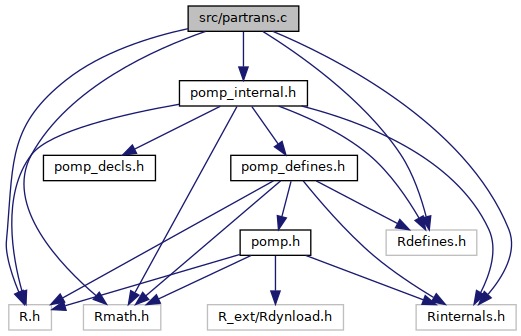 src/partrans.c
pomp_internal.h
pomp_decls.h
pomp_defines.h
pomp.h
Rdefines.h
R.h
Rmath.h
R_ext/Rdynload.h
Rinternals.h